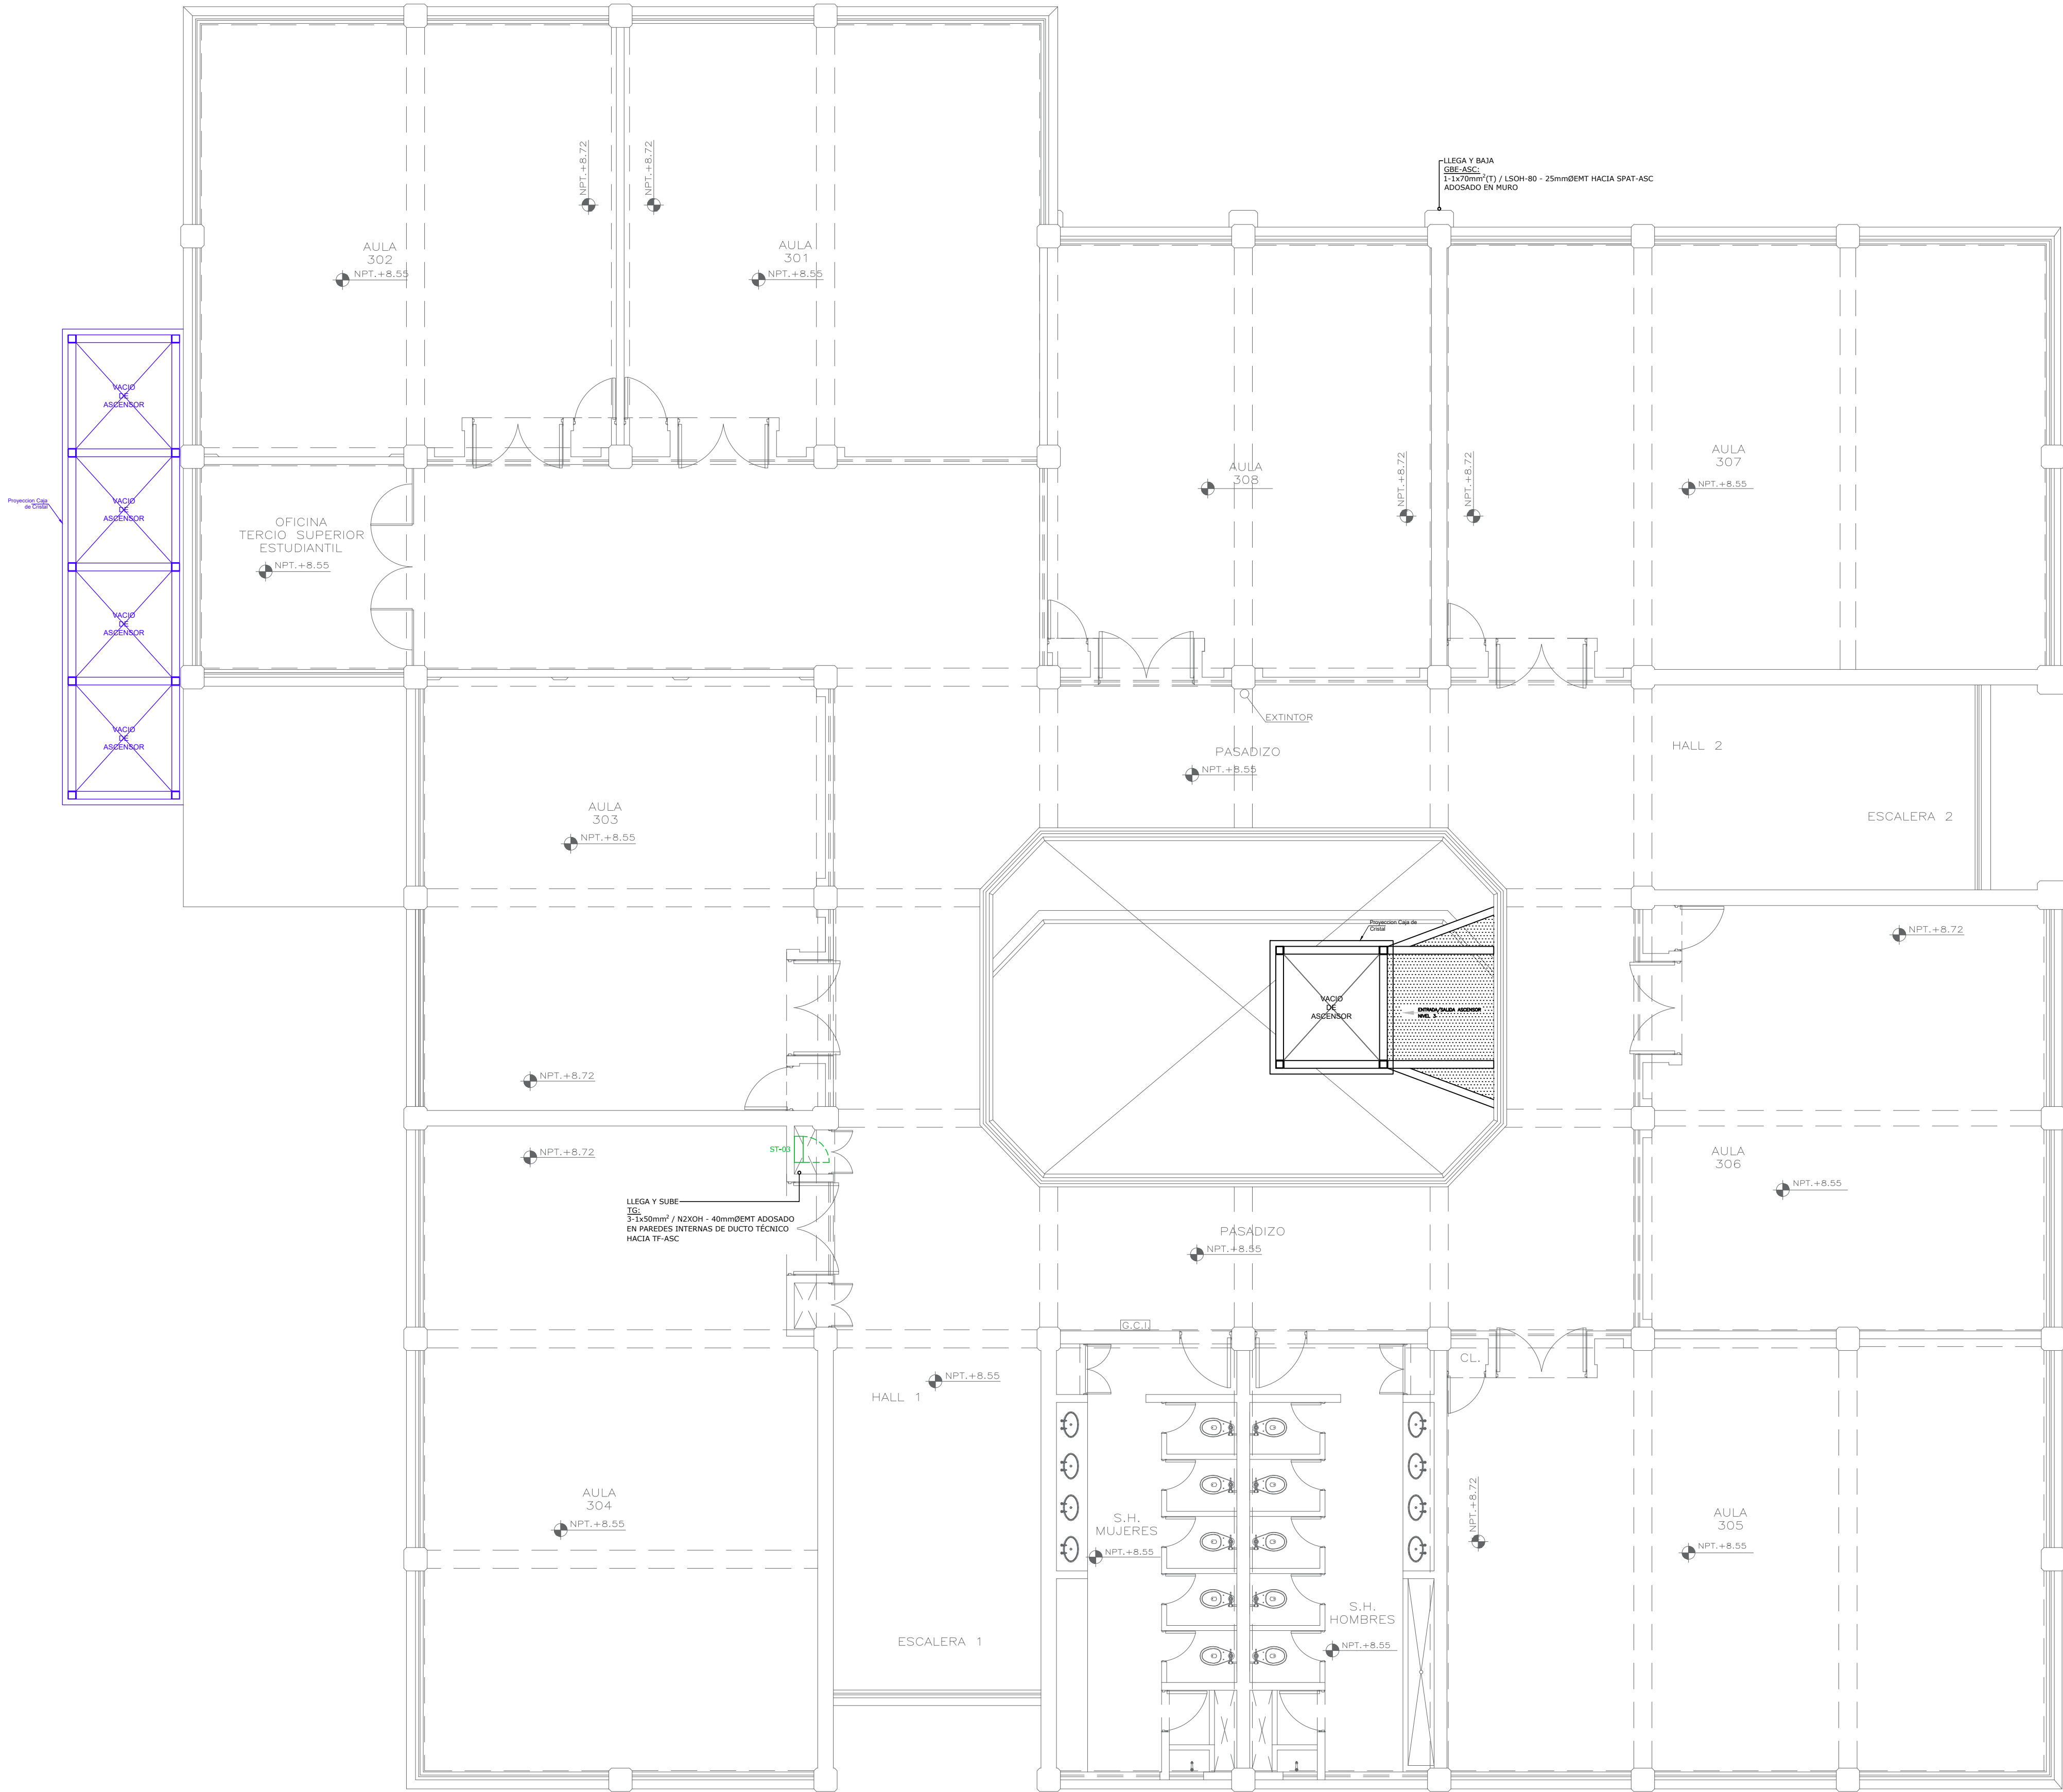 LLEGA Y BAJA
GBE-ASC:
1-1x70mm²(T) / LSOH-80 - 25mmØEMT HACIA SPAT-ASC
ADOSADO EN MURO
NPT.+8.72
NPT.+8.72
AULA
302
NPT.+8.55
AULA
301
NPT.+8.55
VACIO
DE
ASCENSOR
VACIO
DE
ASCENSOR
VACIO
DE
ASCENSOR
VACIO
DE
ASCENSOR
Proyeccion Caja
de Cristal
OFICINA
TERCIO SUPERIOR
ESTUDIANTIL
NPT.+8.55
AULA
308
NPT.+8.72
NPT.+8.72
AULA
307
NPT.+8.55
EXTINTOR
PASADIZO
NPT.+8.55
HALL 2
ESCALERA 2
AULA
303
NPT.+8.55
Proyeccion Caja de
Cristal
VACIO
DE
ASCENSOR
ENTRADA/SALIDA ASCENSOR
NIVEL 3
NPT.+8.72
NPT.+8.72
NPT.+8.72
ST-03
LLEGA Y SUBE
TG:
3-1x50mm² / N2XOH - 40mmØEMT ADOSADO
EN PAREDES INTERNAS DE DUCTO TÉCNICO
HACIA TF-ASC
AULA
306
NPT.+8.55
PASADIZO
NPT.+8.55
G.C.I.
CL.
HALL 1
NPT.+8.55
AULA
304
NPT.+8.55
S.H.
MUJERES
NPT.+8.55
S.H.
HOMBRES
NPT.+8.55
NPT.+8.72
AULA
305
NPT.+8.55
ESCALERA 1